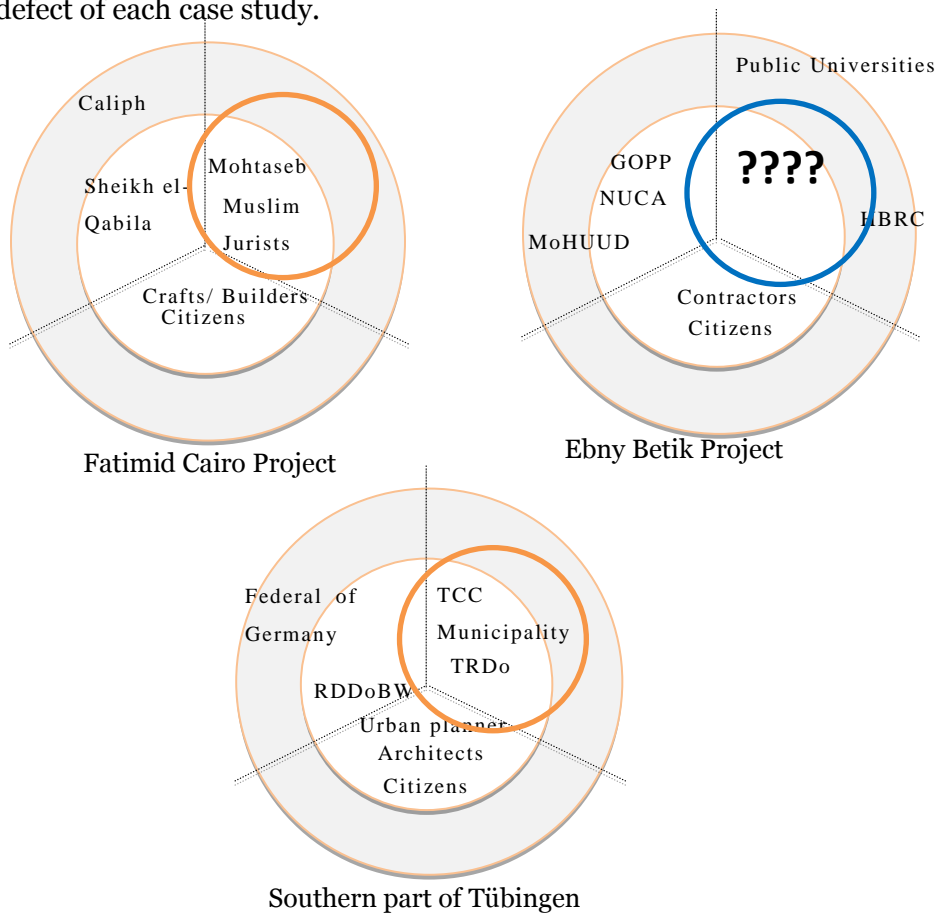 defect of each case study.
Caliph
Sheikh el-
Qabila
Mohtaseb
Muslim
Jurists
Crafts/ Builders
Citizens
Fatimid Cairo Project
Public Universities
GOPP
NUCA
MoHUUD
????
HBRC
Contractors
Citizens
Ebny Betik Project
Federal of
Germany
RDDoBW
TCC
Municipality
TRDo
Urban planner
Architects
Citizens
Southern part of Tübingen